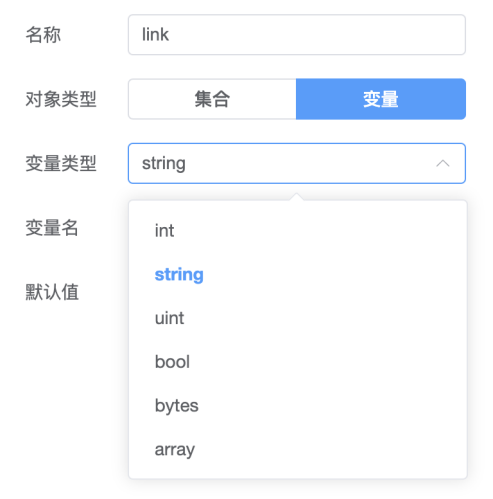 名称 link
对象类型 集合 变量
变量类型 string
变量名
int
string
默认值
uint
bool
bytes
array